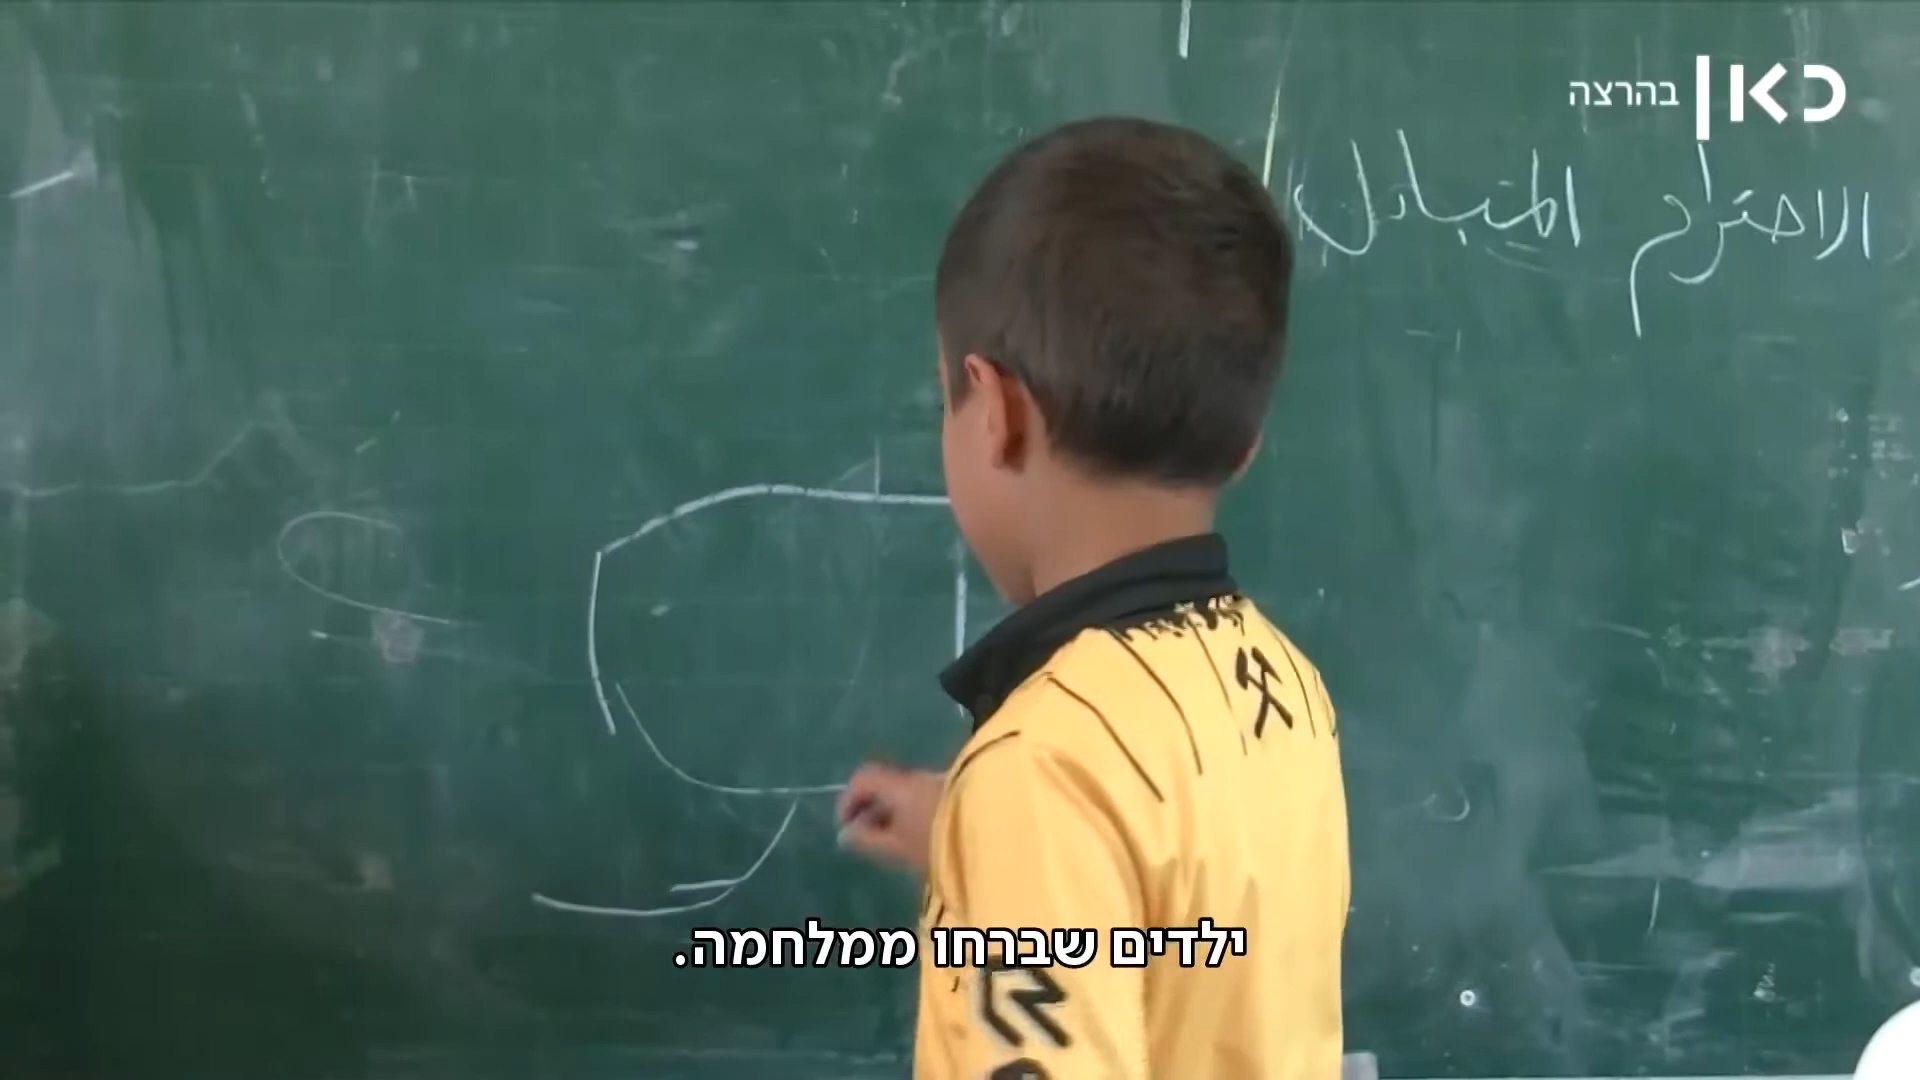 כאן בהרצה
الاحترام المتبادل
ילדים שברחו ממלחמה.